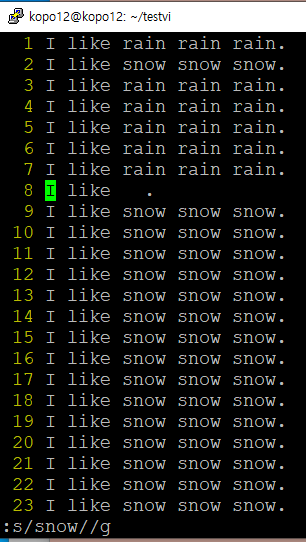 kopo12@kopo12: ~/testvi
1 I like rain rain rain.
2 I like snow snow snow.
3 I like rain rain rain.
4 I like rain rain rain.
5 I like rain rain rain.
6 I like rain rain rain.
7 I like rain rain rain.
8 I like   .
9 I like snow snow snow.
10 I like snow snow snow.
11 I like snow snow snow.
12 I like snow snow snow.
13 I like snow snow snow.
14 I like snow snow snow.
15 I like snow snow snow.
16 I like snow snow snow.
17 I like snow snow snow.
18 I like snow snow snow.
19 I like snow snow snow.
20 I like snow snow snow.
21 I like snow snow snow.
22 I like snow snow snow.
23 I like snow snow snow.
:s/snow//g